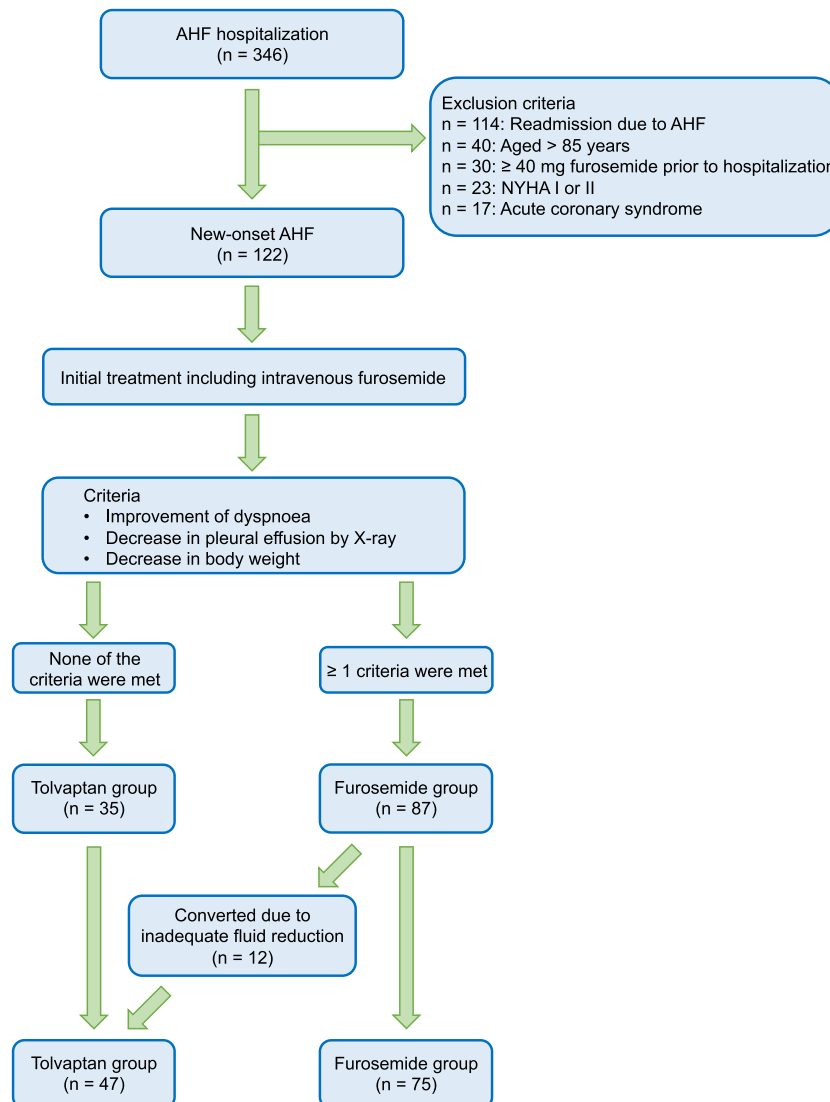 AHF hospitalization
(n = 346)
Exclusion criteria
n = 114: Readmission due to AHF
n = 40: Aged > 85 years
n = 30: ≥ 40 mg furosemide prior to hospitalization
n = 23: NYHA I or II
n = 17: Acute coronary syndrome
New-onset AHF
(n = 122)
Initial treatment including intravenous furosemide
Criteria
• Improvement of dyspnoea
• Decrease in pleural effusion by X-ray
• Decrease in body weight
None of the
criteria were met
≥ 1 criteria were met
Tolvaptan group
(n = 35)
Furosemide group
(n = 87)
Converted due to
inadequate fluid reduction
(n = 12)
Tolvaptan group
(n = 47)
Furosemide group
(n = 75)